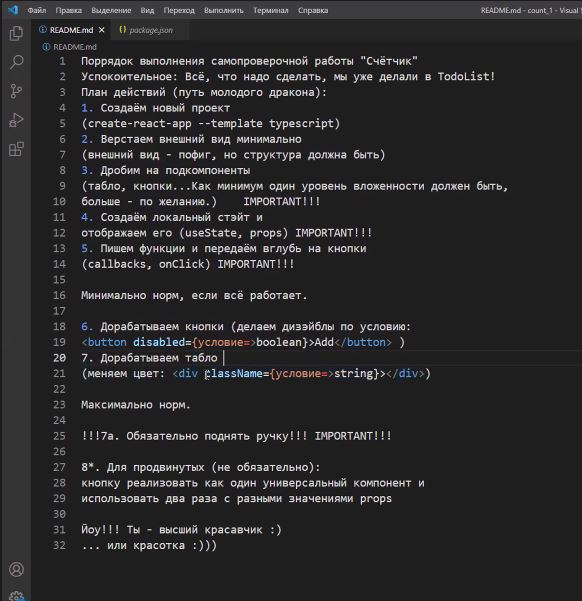 Файл Правка Выделение Вид Переход Выполнить Терминал Справка README.md - count_1 - Visual
README.md {} package.json
README.md
1 Поррядок выполнения самопроверочной работы "Счётчик"
2 Успокоительное: Всё, что надо сделать, мы уже делали в TodoList!
3 План действий (путь молодого дракона):
4 1. Создаём новый проект
5 (create-react-app --template typescript)
6 2. Верстаем внешний вид минимально
7 (внешний вид - пофиг, но структура должна быть)
8 3. Дробим на подкомпоненты
9 (табло, кнопки...Как минимум один уровень вложенности должен быть,
10 больше - по желанию.) IMPORTANT!!!
11 4. Создаём локальный стэйт и
12 отображаем его (useState, props) IMPORTANT!!!
13 5. Пишем функции и передаём вглубь на кнопки
14 (callbacks, onClick) IMPORTANT!!!
15
16 Минимально норм, если всё работает.
17
18 6. Дорабатываем кнопки (делаем дизэйблы по условию:
19 <button disabled={условие=>boolean}>Add</button> )
20 7. Дорабатываем табло
21 (меняем цвет: <div className={условие=>string}></div>)
22
23 Максимально норм.
24
25 !!!7а. Обязательно поднять ручку!!! IMPORTANT!!!
26
27 8*. Для продвинутых (не обязательно):
28 кнопку реализовать как один универсальный компонент и
29 использовать два раза с разными значениями props
30
31 Йоу!!! Ты - высший красавчик :)
32 ... или красотка :)))